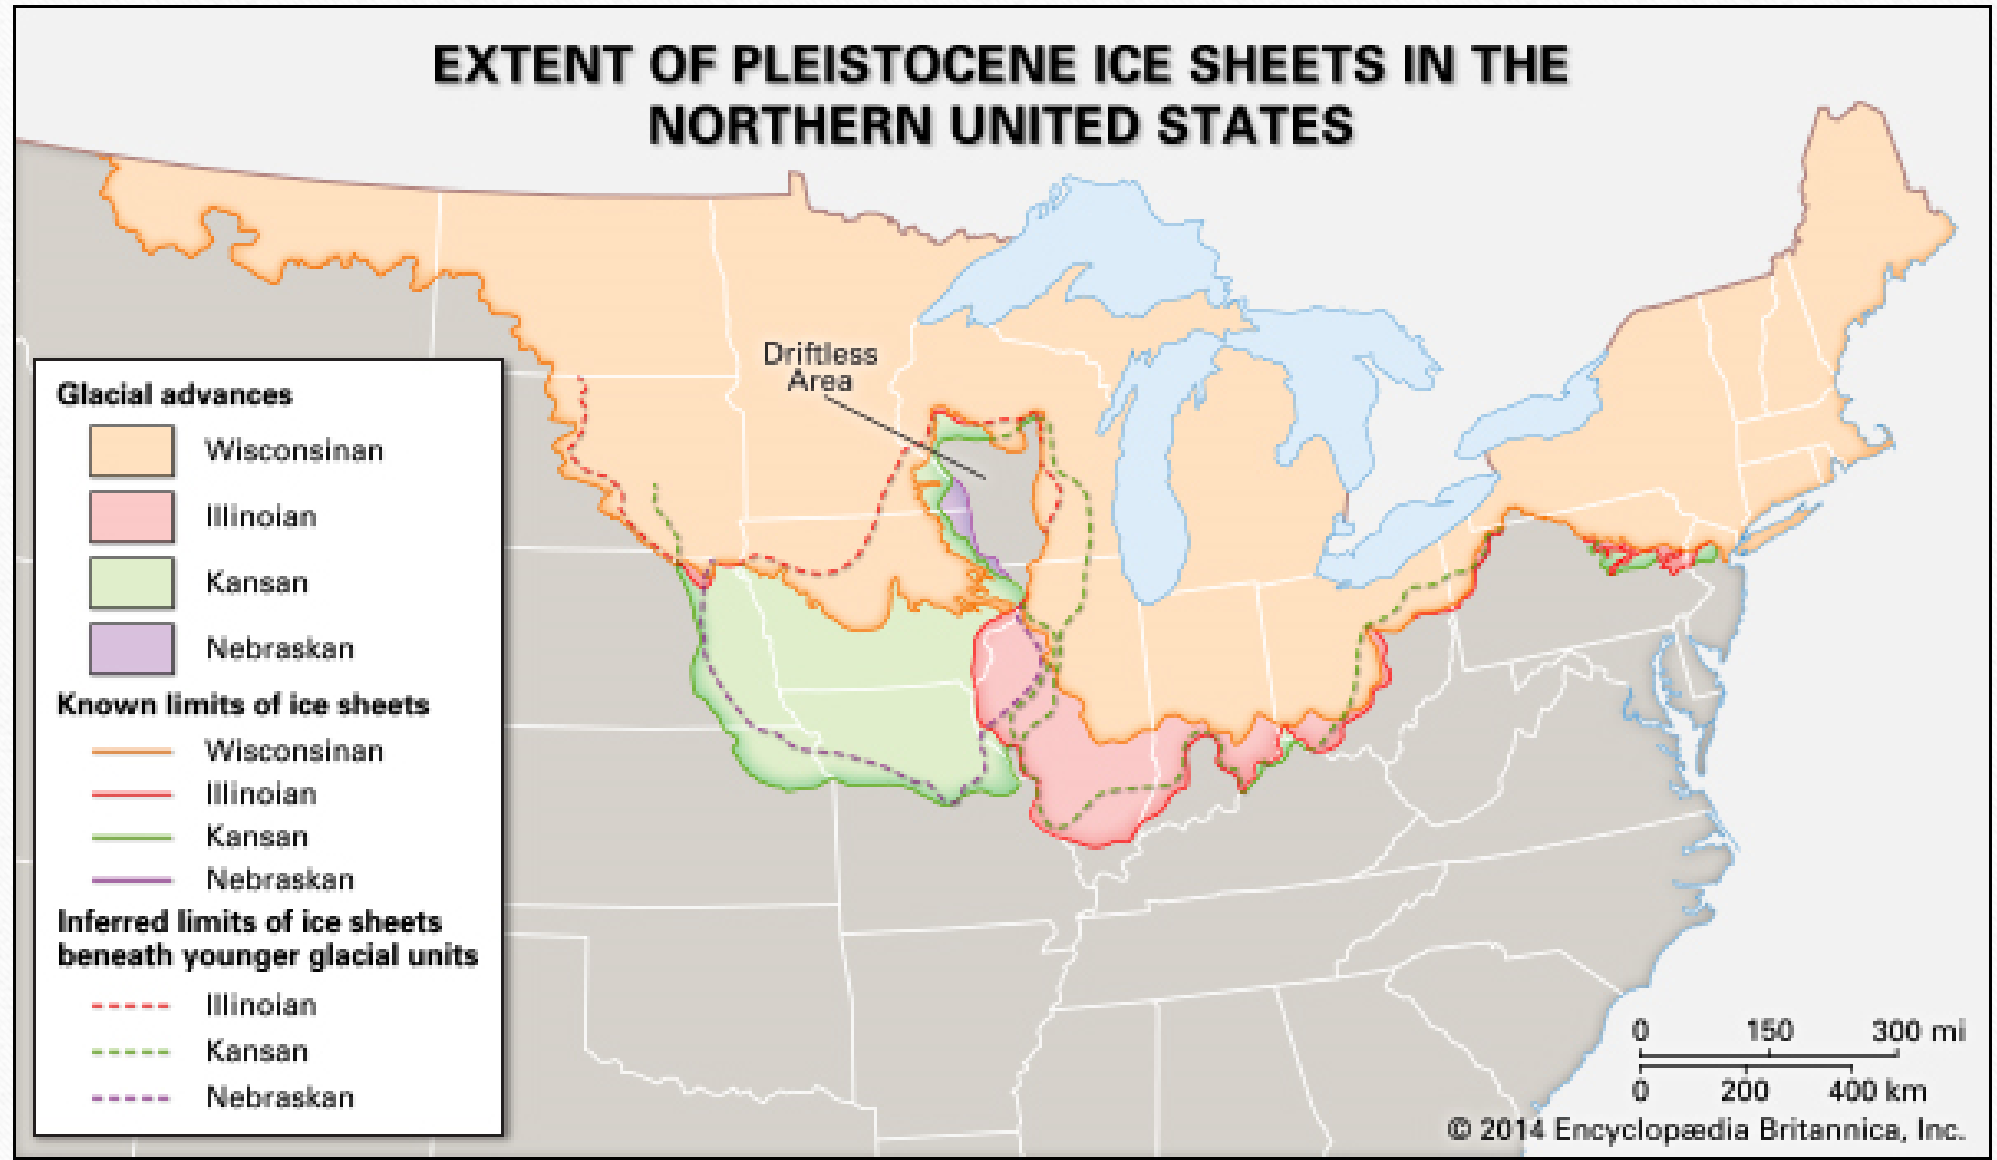 EXTENT OF PLEISTOCENE ICE SHEETS IN THE
NORTHERN UNITED STATES
Driftless
Area
Glacial advances
Wisconsinan
Illinoian
Kansan
Nebraskan
Known limits of ice sheets
Wisconsinan
Illinoian
Kansan
Nebraskan
Inferred limits of ice sheets
beneath younger glacial units
Illinoian
Kansan
Nebraskan
0 150 300 mi
0 200 400 km
© 2014 Encyclopædia Britannica, Inc.